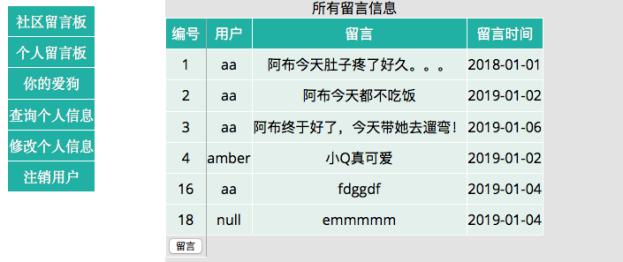 社区留言板
个人留言板
你的爱狗
查询个人信息
修改个人信息
注销用户
所有留言信息
编号 用户 留言 留言时间
1 aa 阿布今天肚子疼了好久。。。 2018-01-01
2 aa 阿布今天都不吃饭 2019-01-02
3 aa 阿布终于好了，今天带她去遛弯！ 2019-01-06
4 amber 小Q真可爱 2019-01-02
16 aa fdggdf 2019-01-04
18 null emmmmm 2019-01-04
留言